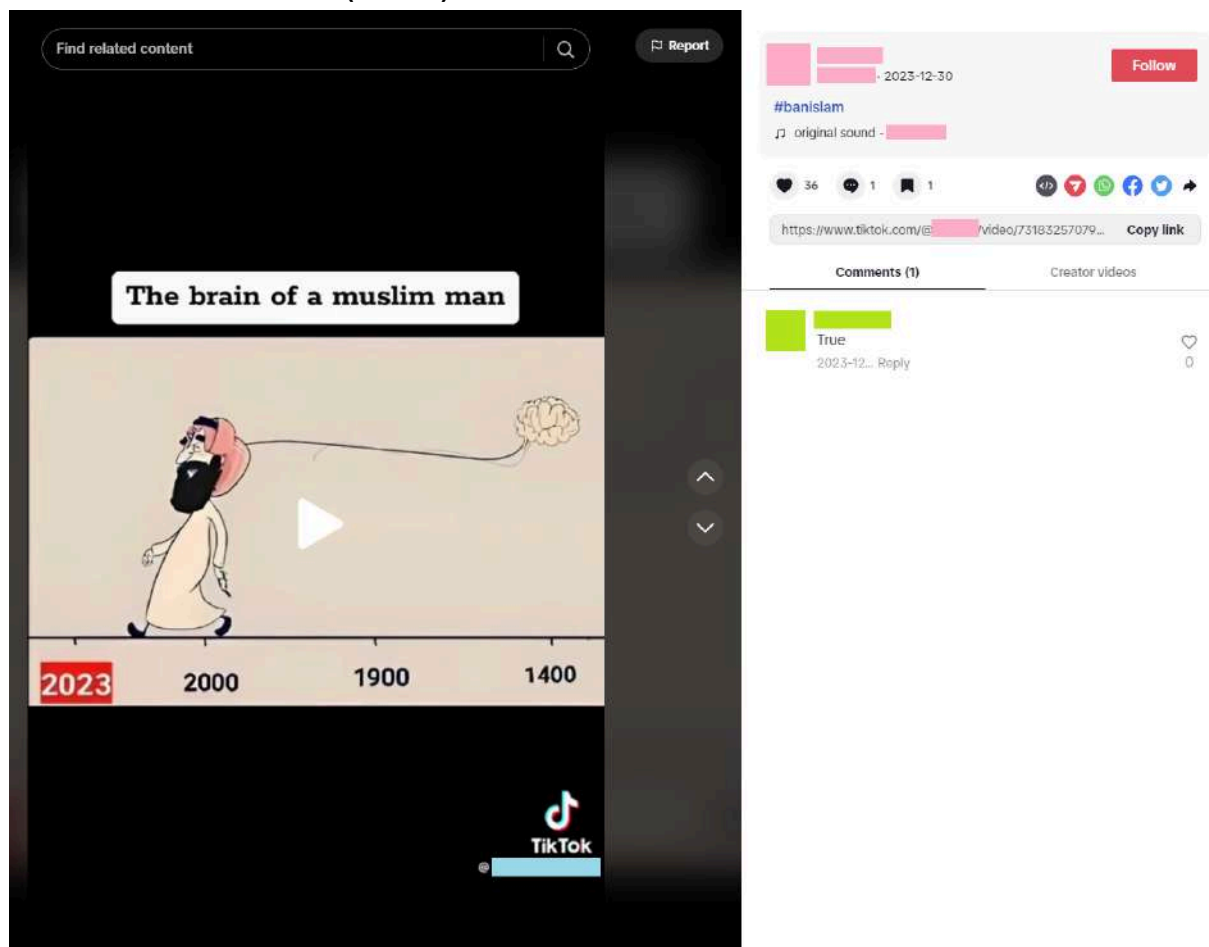 Find related content
Report
The brain of a muslim man
2023 2000 1900 1400
TikTok
@
· 2023-12-30
Follow
#banislam
original sound -
36 1 1
https://www.tiktok.com/@ /video/73183257079... Copy link
Comments (1) Creator videos
True
2023-12... Reply
0